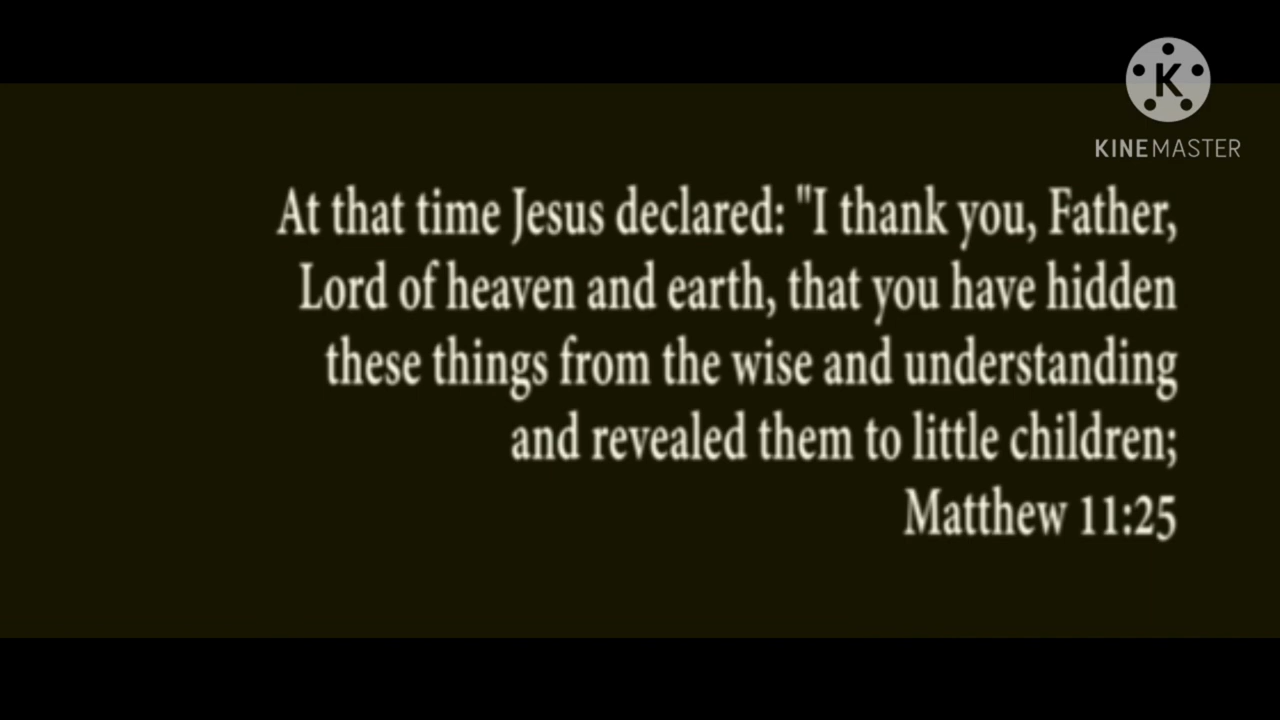 KINEMASTER
At that time Jesus declared: "I thank you, Father,
Lord of heaven and earth, that you have hidden
these things from the wise and understanding
and revealed them to little children;
Matthew 11:25